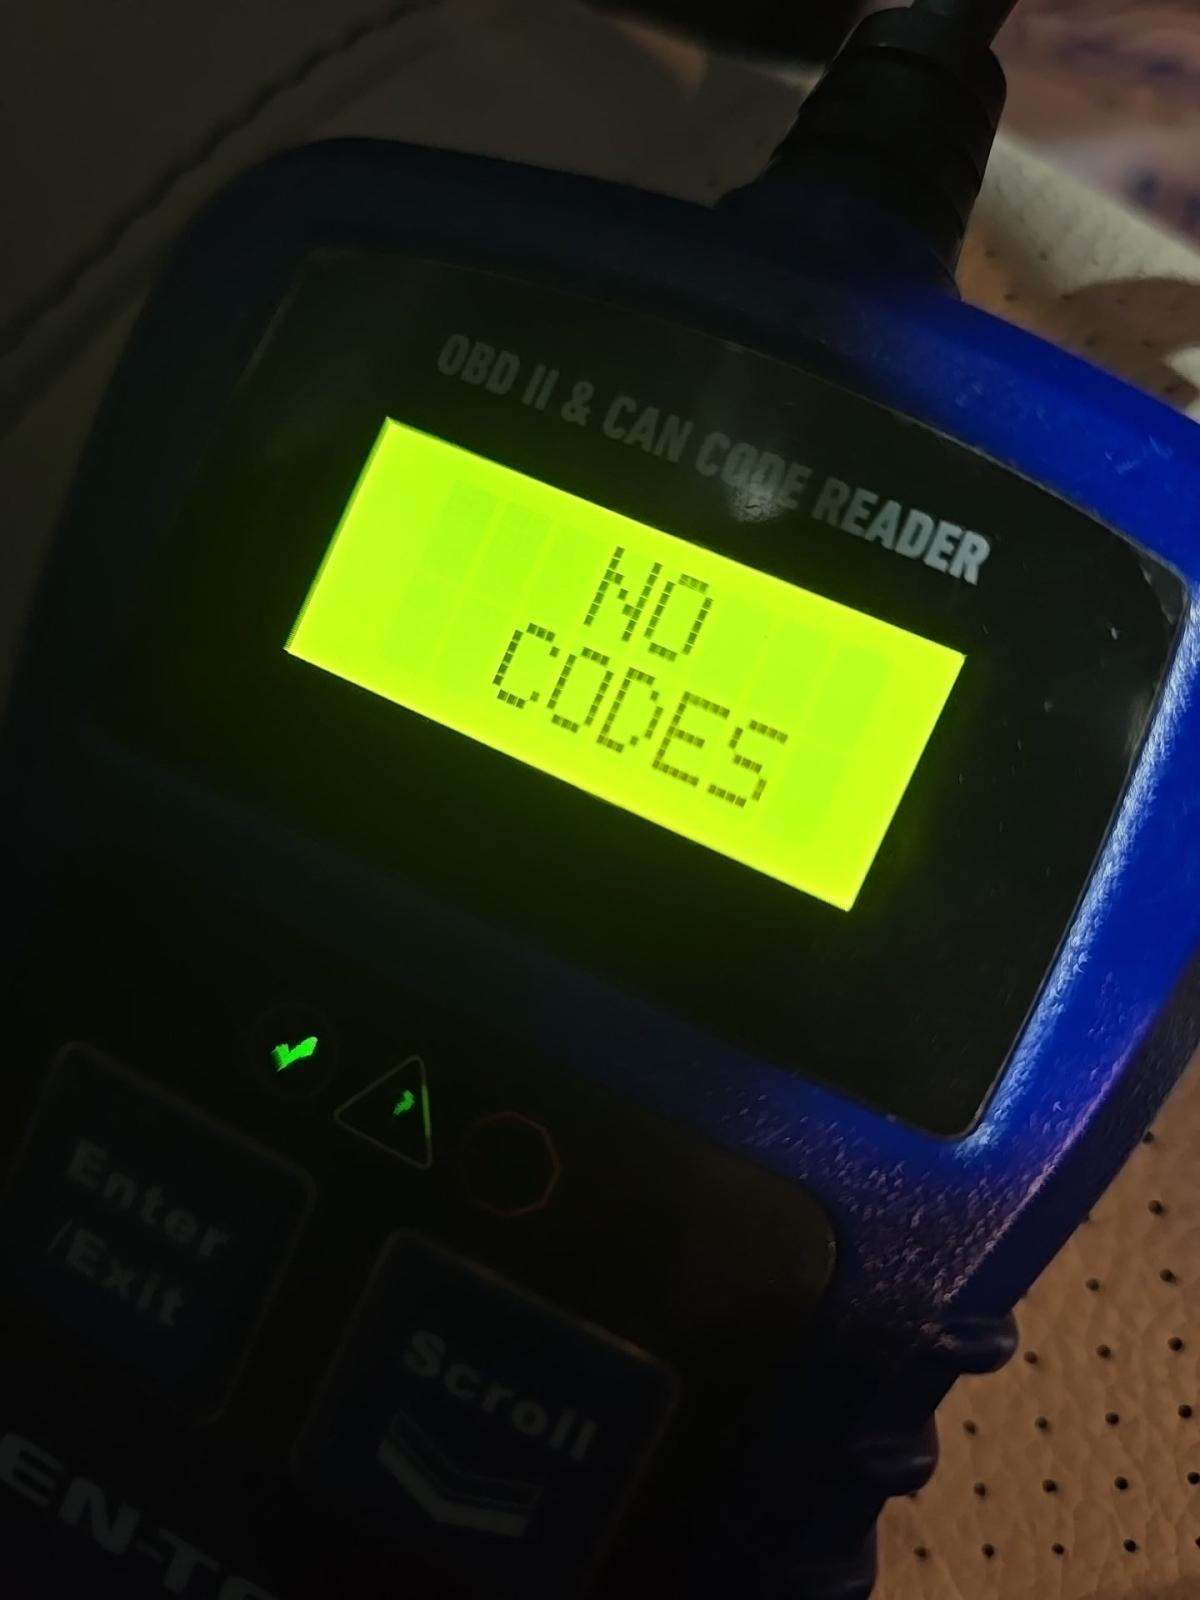 OBD II & CAN CODE READER
NO
CODES
Enter
/Exit
Scroll